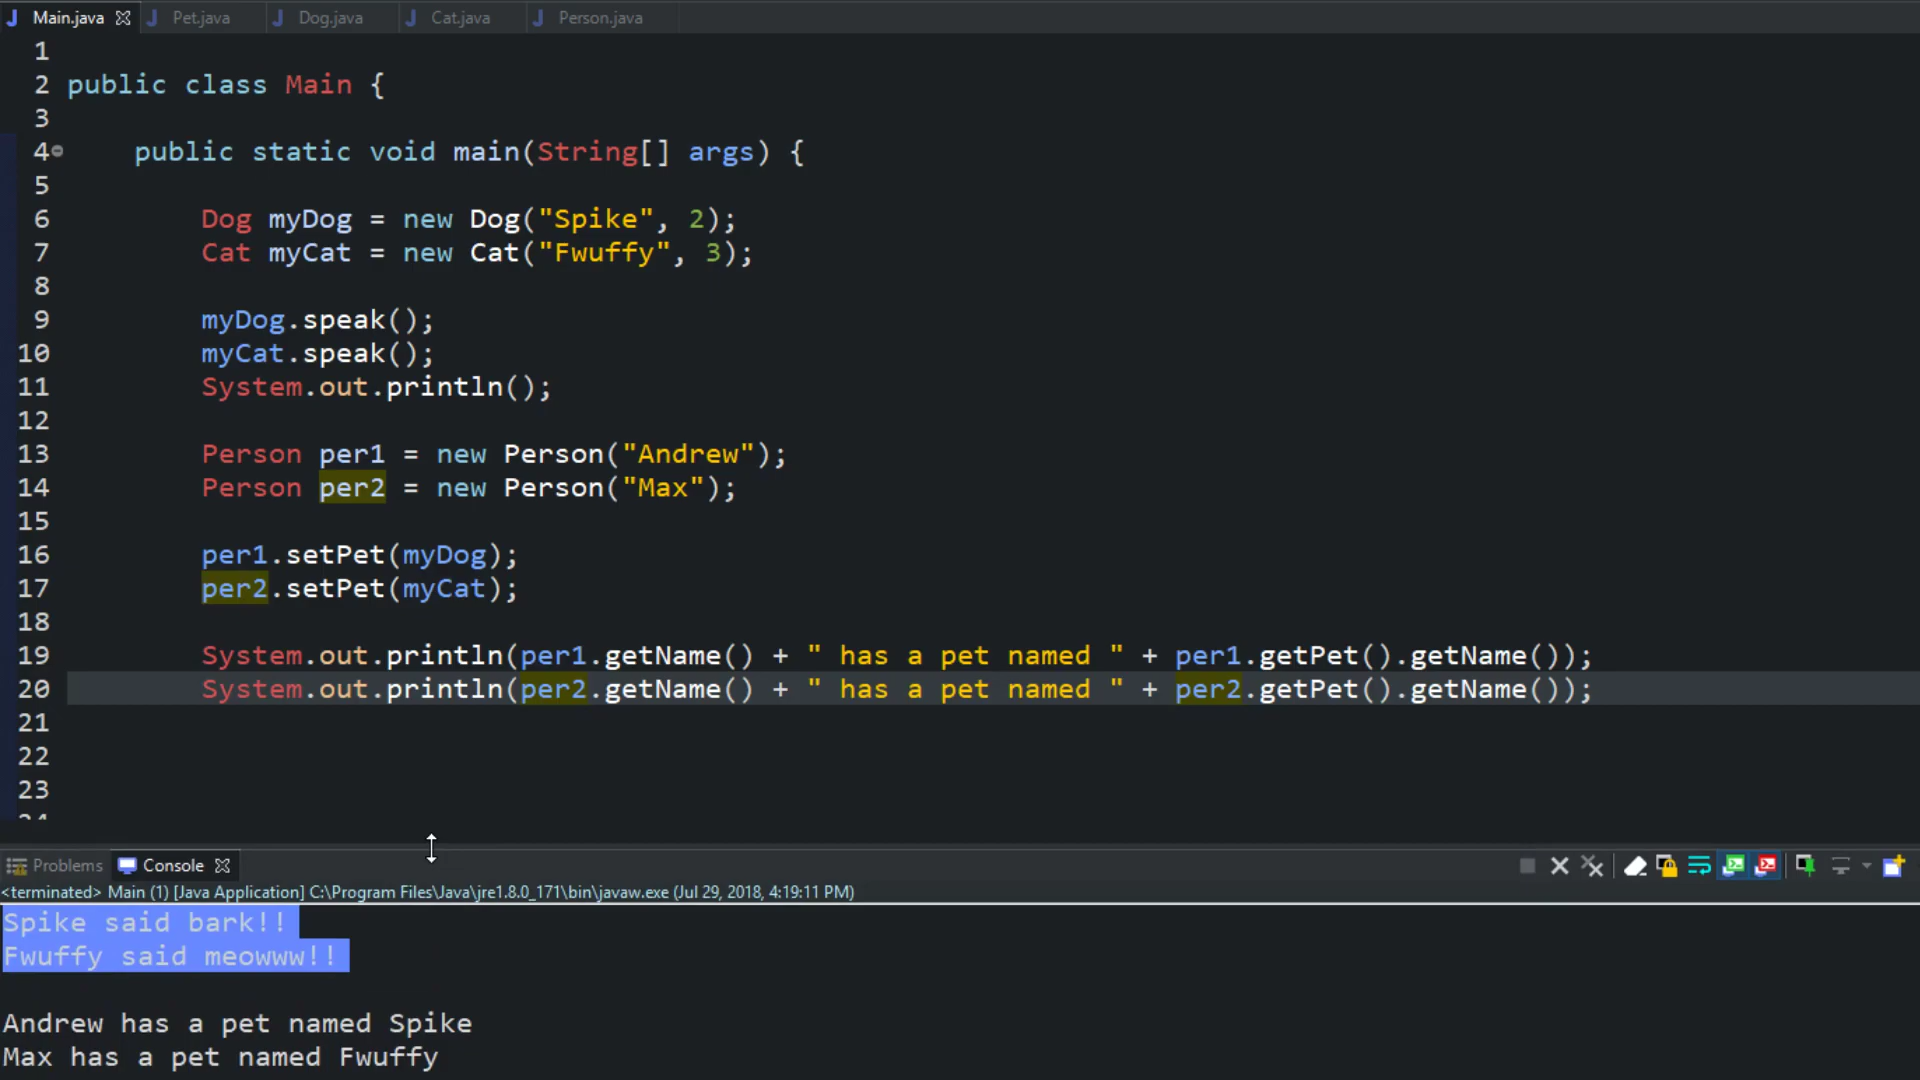 Main.java Pet.java Dog.java Cat.java Person.java
1
2 public class Main {
3
4 public static void main(String[] args) {
5
6 Dog myDog = new Dog("Spike", 2);
7 Cat myCat = new Cat("Fwuffy", 3);
8
9 myDog.speak();
10 myCat.speak();
11 System.out.println();
12
13 Person per1 = new Person("Andrew");
14 Person per2 = new Person("Max");
15
16 per1.setPet(myDog);
17 per2.setPet(myCat);
18
19 System.out.println(per1.getName() + " has a pet named " + per1.getPet().getName());
20 System.out.println(per2.getName() + " has a pet named " + per2.getPet().getName());
21
22
23
Problems Console
<terminated> Main (1) [Java Application] C:\Program Files\Java\jre1.8.0_171\bin\javaw.exe (Jul 29, 2018, 4:19:11 PM)
Spike said bark!!
Fwuffy said meowww!!
Andrew has a pet named Spike
Max has a pet named Fwuffy